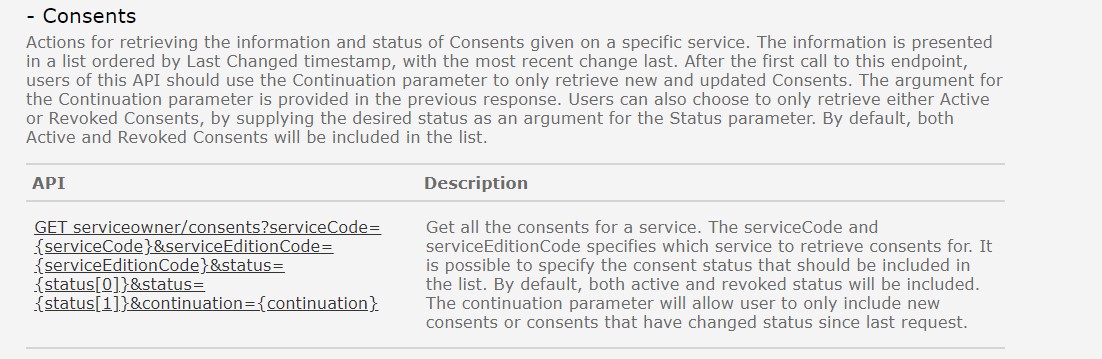 - Consents
Actions for retrieving the information and status of Consents given on a specific service. The information is presented
in a list ordered by Last Changed timestamp, with the most recent change last. After the first call to this endpoint,
users of this API should use the Continuation parameter to only retrieve new and updated Consents. The argument for
the Continuation parameter is provided in the previous response. Users can also choose to only retrieve either Active
or Revoked Consents, by supplying the desired status as an argument for the Status parameter. By default, both
Active and Revoked Consents will be included in the list.
API
Description
GET serviceowner/consents?serviceCode=
{serviceCode}&serviceEditionCode=
{serviceEditionCode}&status=
{status[0]}&status=
{status[1]}&continuation={continuation}
Get all the consents for a service. The serviceCode and
serviceEditionCode specifies which service to retrieve consents for. It
is possible to specify the consent status that should be included in
the list. By default, both active and revoked status will be included.
The continuation parameter will allow user to only include new
consents or consents that have changed status since last request.